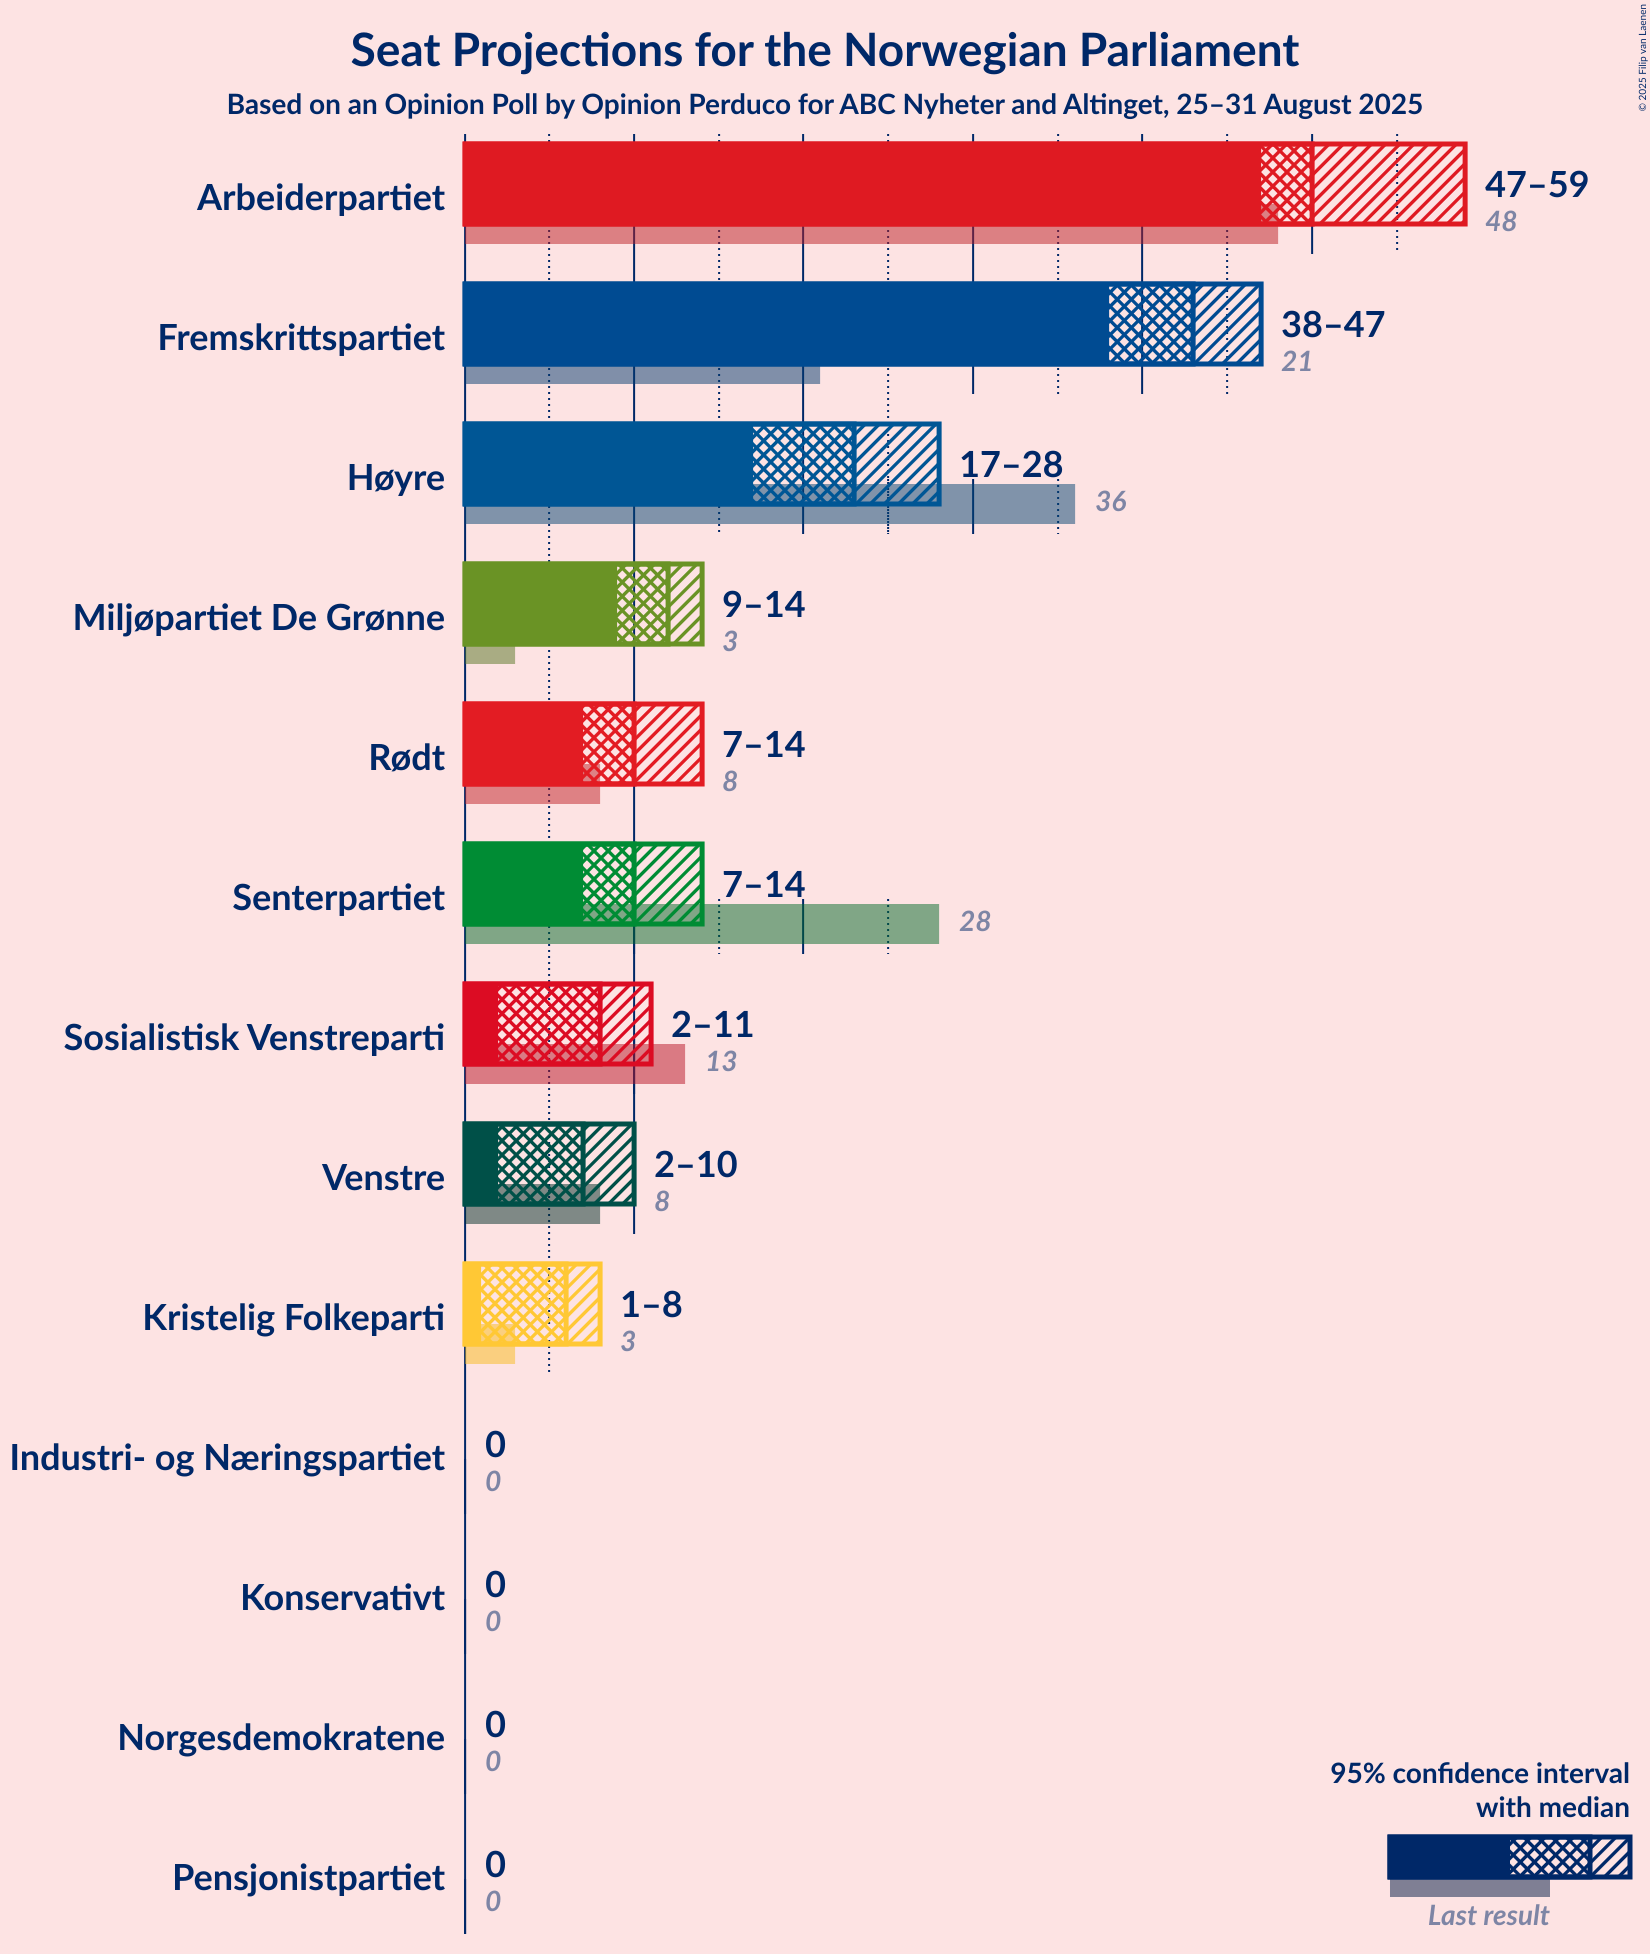 Seat Projections for the Norwegian Parliament
Based on an Opinion Poll by Opinion Perduco for ABC Nyheter and Altinget, 25–31 August 2025
© 2025 Filip van Laenen
Arbeiderpartiet
47–59
48
Fremskrittspartiet
38–47
21
Høyre
17–28
36
Miljøpartiet De Grønne
9–14
3
Rødt
7–14
8
Senterpartiet
7–14
28
Sosialistisk Venstreparti
2–11
13
Venstre
2–10
8
Kristelig Folkeparti
1–8
3
Industri- og Næringspartiet
0
0
Konservativt
0
0
Norgesdemokratene
0
0
Pensjonistpartiet
0
0
95% confidence interval
with median
Last result